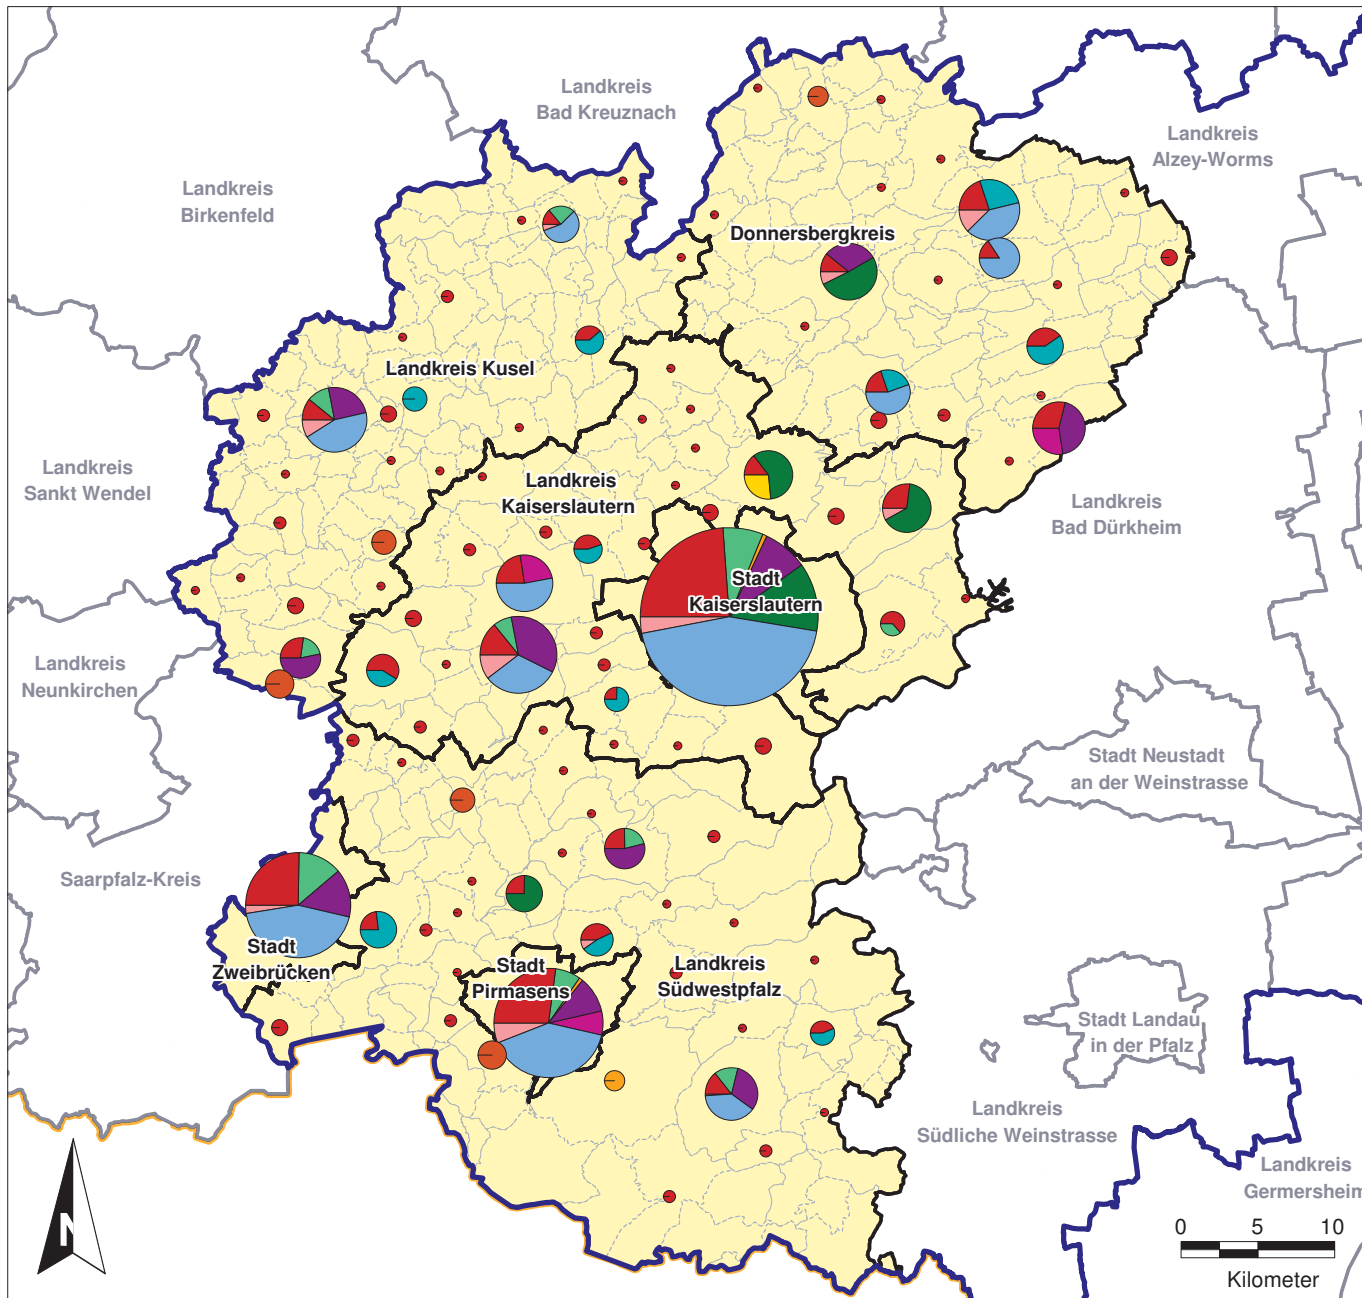 Landkreis
Bad Kreuznach
Landkreis
Alzey-Worms
Landkreis
Birkenfeld
Donnersbergkreis
Landkreis Kusel
Landkreis
Sankt Wendel
Landkreis
Kaiserslautern
Landkreis
Bad Dürkheim
Stadt
Kaiserslautern
Landkreis
Neunkirchen
Stadt Neustadt
an der Weinstrasse
Saarpfalz-Kreis
Stadt
Zweibrücken
Stadt
Pirmasens
Landkreis
Südwestpfalz
Stadt Landau
in der Pfalz
Landkreis
Südliche Weinstrasse
Landkreis
Germersheim
N
0 5 10
Kilometer